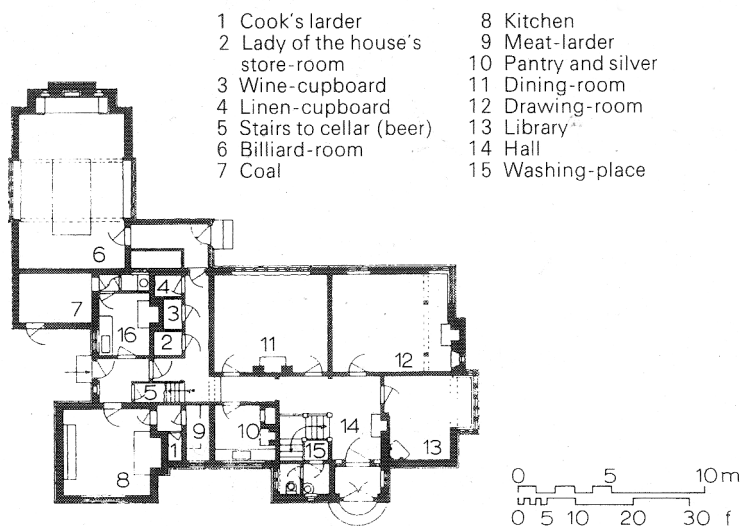 1 Cook's larder
2 Lady of the house's
store-room
3 Wine-cupboard
4 Linen-cupboard
5 Stairs to cellar (beer)
6 Billiard-room
7 Coal
8 Kitchen
9 Meat-larder
10 Pantry and silver
11 Dining-room
12 Drawing-room
13 Library
14 Hall
15 Washing-place
6
7
4
3
16
2
11
12
5
1
9
10
14
15
13
8
0 5 10 m
0 5 10 20 30 f